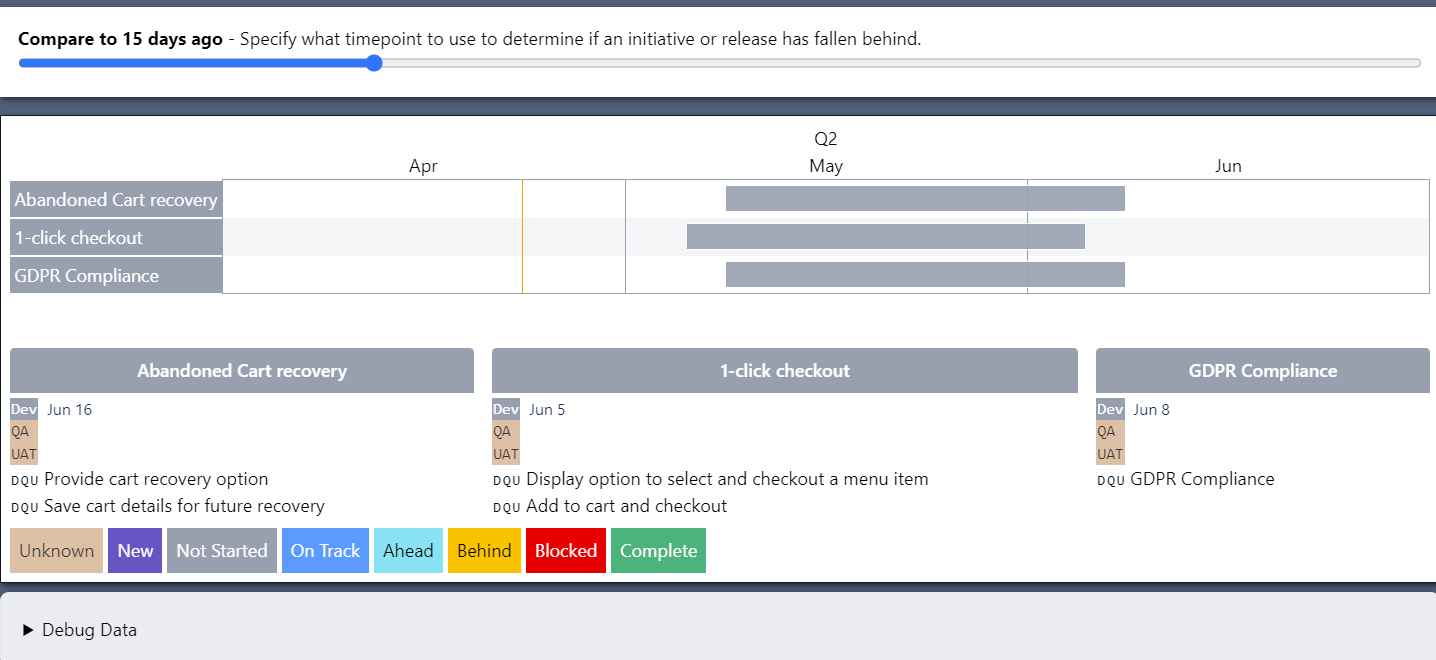 Compare to 15 days ago - Specify what timepoint to use to determine if an initiative or release has fallen behind.
Q2
Apr May Jun
Abandoned Cart recovery
1-click checkout
GDPR Compliance
Abandoned Cart recovery
Dev Jun 16
QA
UAT
DQU Provide cart recovery option
DQU Save cart details for future recovery
1-click checkout
Dev Jun 5
QA
UAT
DQU Display option to select and checkout a menu item
DQU Add to cart and checkout
GDPR Compliance
Dev Jun 8
QA
UAT
DQU GDPR Compliance
Unknown New Not Started On Track Ahead Behind Blocked Complete
Debug Data